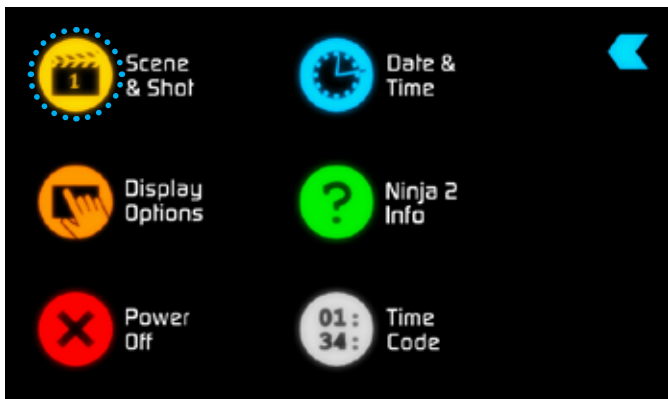 1
Scene
& Shot
Date &
Time
Display
Options
?
Ninja 2
Info
Power
Off
01:
34:
Time
Code